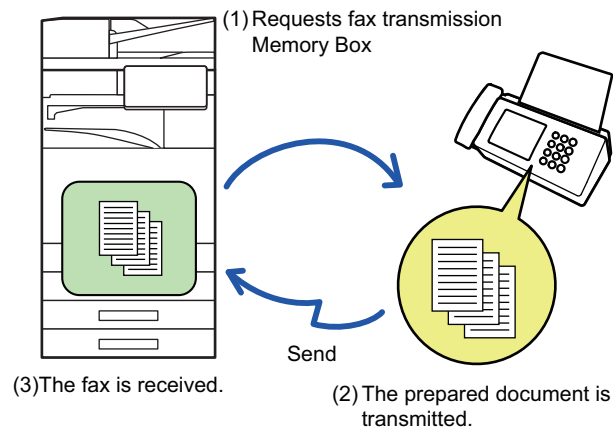 (1) Requests fax transmission
Memory Box
Send
(3)The fax is received.
(2) The prepared document is
transmitted.